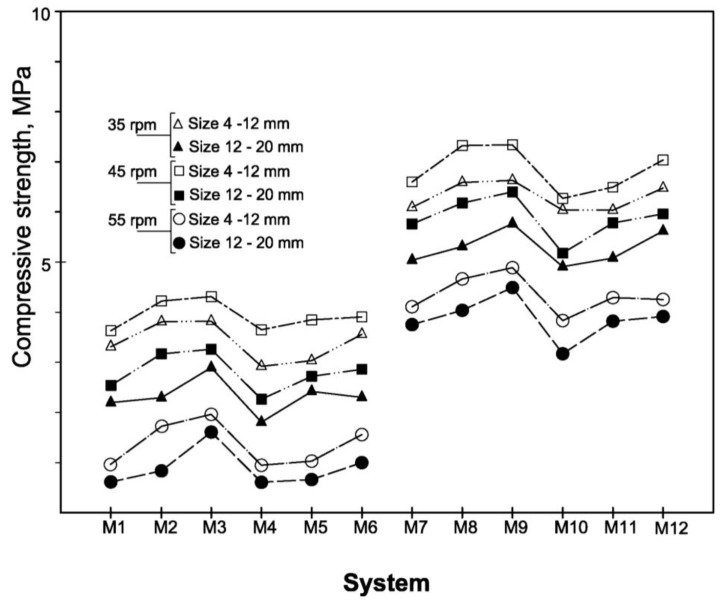 10
5
Compressive strength, MPa
35 rpm
Size 4 -12 mm
Size 12 - 20 mm
45 rpm
Size 4 -12 mm
Size 12 - 20 mm
55 rpm
Size 4 -12 mm
Size 12 - 20 mm
M1 M2 M3 M4 M5 M6 M7 M8 M9 M10 M11 M12
System